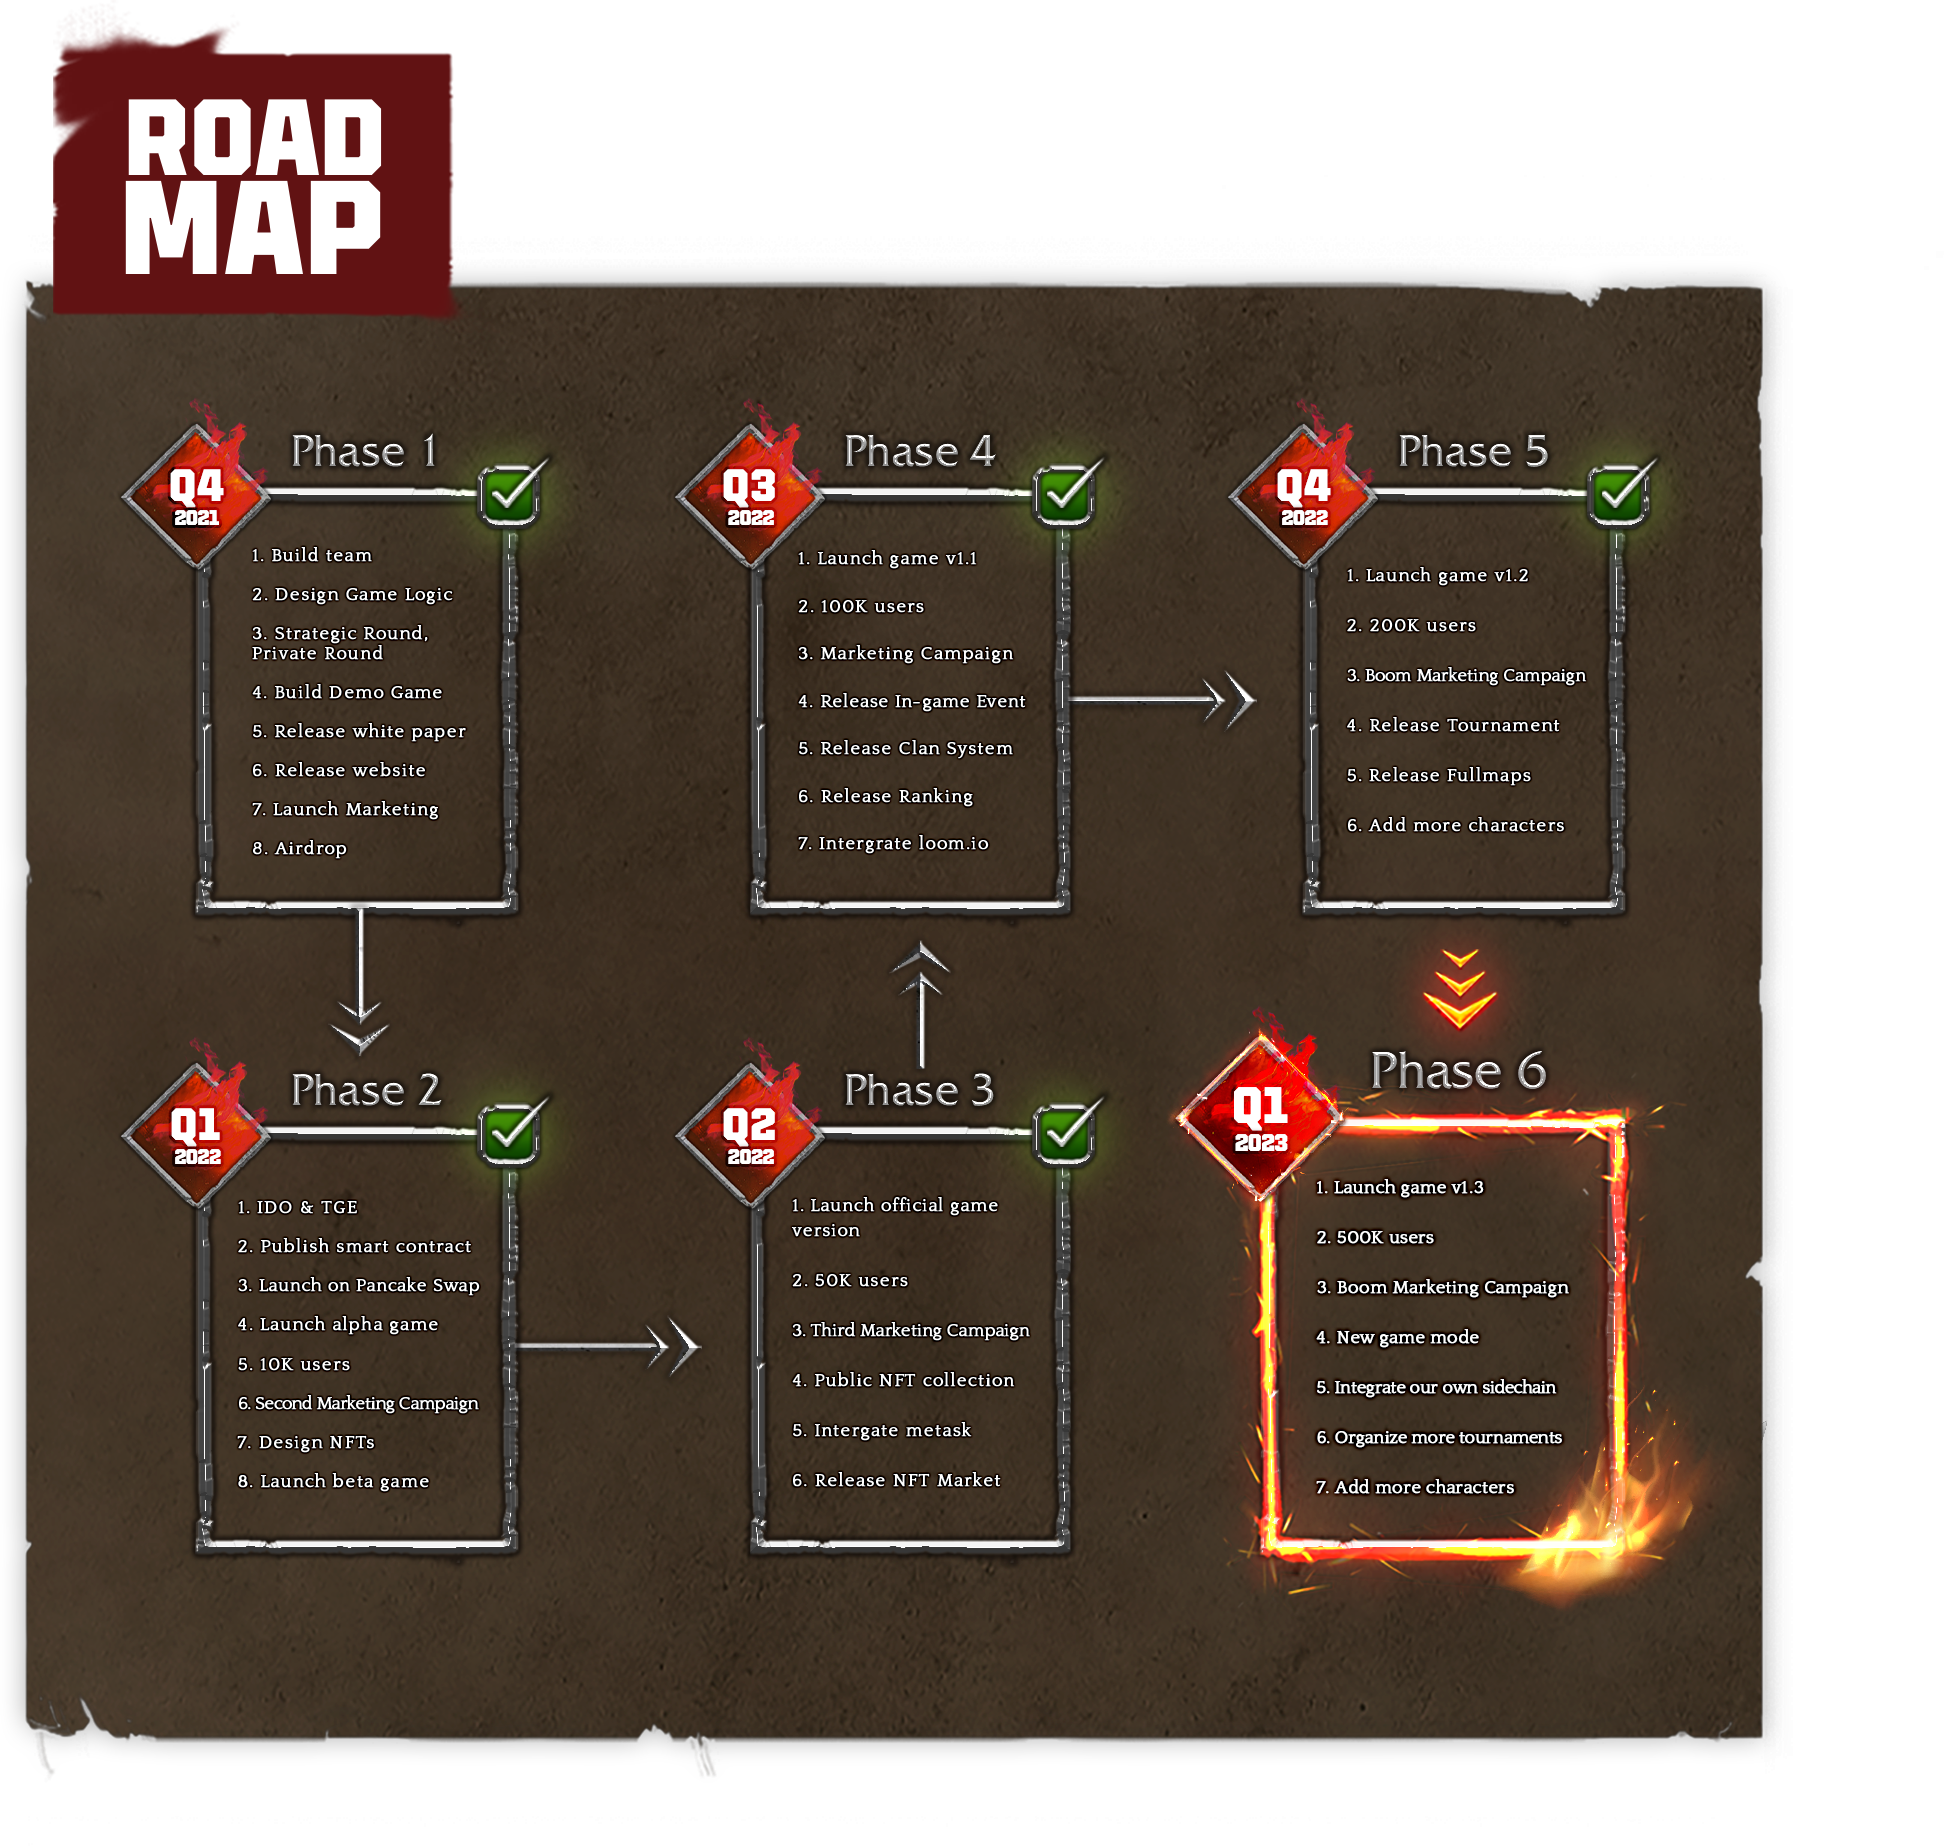 ROAD
MAP
Phase 1
Q4
2021
1. Build team
2. Design Game Logic
3. Strategic Round,
Private Round
4. Build Demo Game
5. Release white paper
6. Release website
7. Launch Marketing
8. Airdrop
Phase 2
Q1
2022
1. IDO & TGE
2. Publish smart contract
3. Launch on Pancake Swap
4. Launch alpha game
5. 10K users
6. Second Marketing Campaign
7. Design NFTs
8. Launch beta game
Phase 3
Q2
2022
1. Launch official game
version
2. 50K users
3. Third Marketing Campaign
4. Public NFT collection
5. Intergate metask
6. Release NFT Market
Phase 4
Q3
2022
1. Launch game v1.1
2. 100K users
3. Marketing Campaign
4. Release In-game Event
5. Release Clan System
6. Release Ranking
7. Intergrate loom.io
Phase 5
Q4
2022
1. Launch game v1.2
2. 200K users
3. Boom Marketing Campaign
4. Release Tournament
5. Release Fullmaps
6. Add more characters
Phase 6
Q1
2023
1. Launch game v1.3
2. 500K users
3. Boom Marketing Campaign
4. New game mode
5. Integrate our own sidechain
6. Organize more tournaments
7. Add more characters